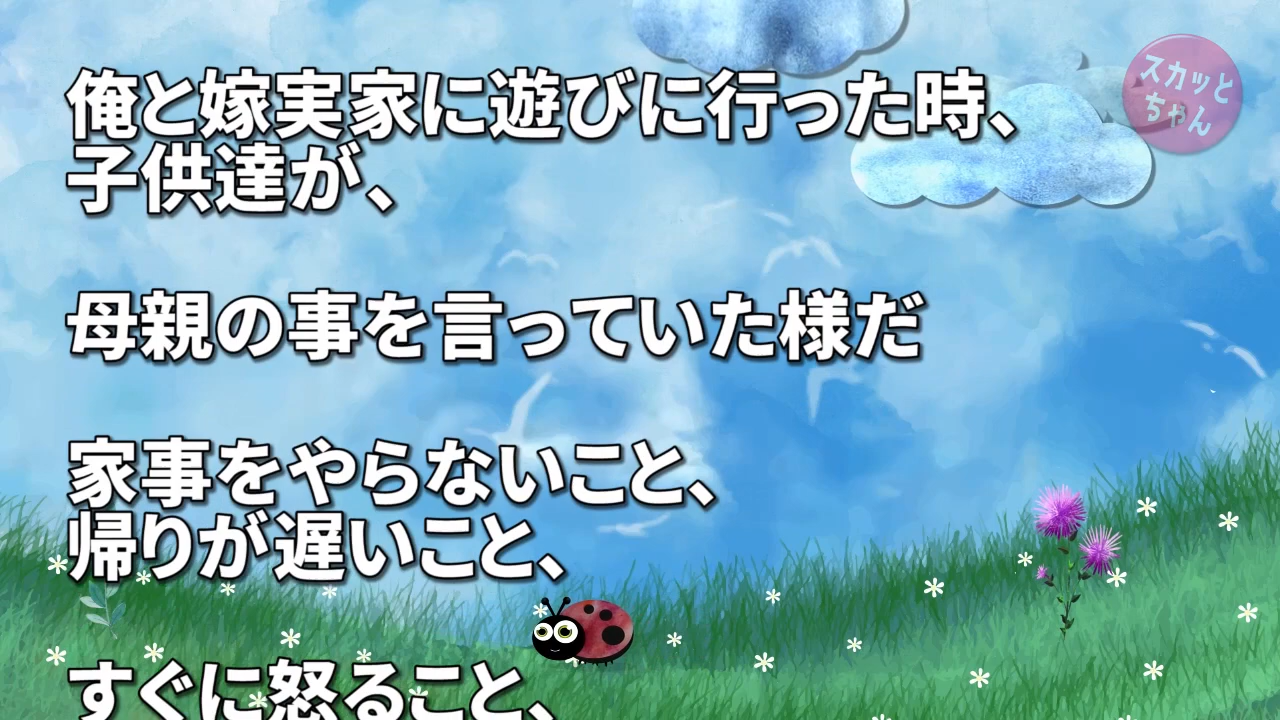 俺と嫁実家に遊びに行った時、
子供達が、
母親の事を言っていた様だ
家事をやらないこと、
帰りが遅いこと、
すぐに怒ること、
スカッと
ちゃん